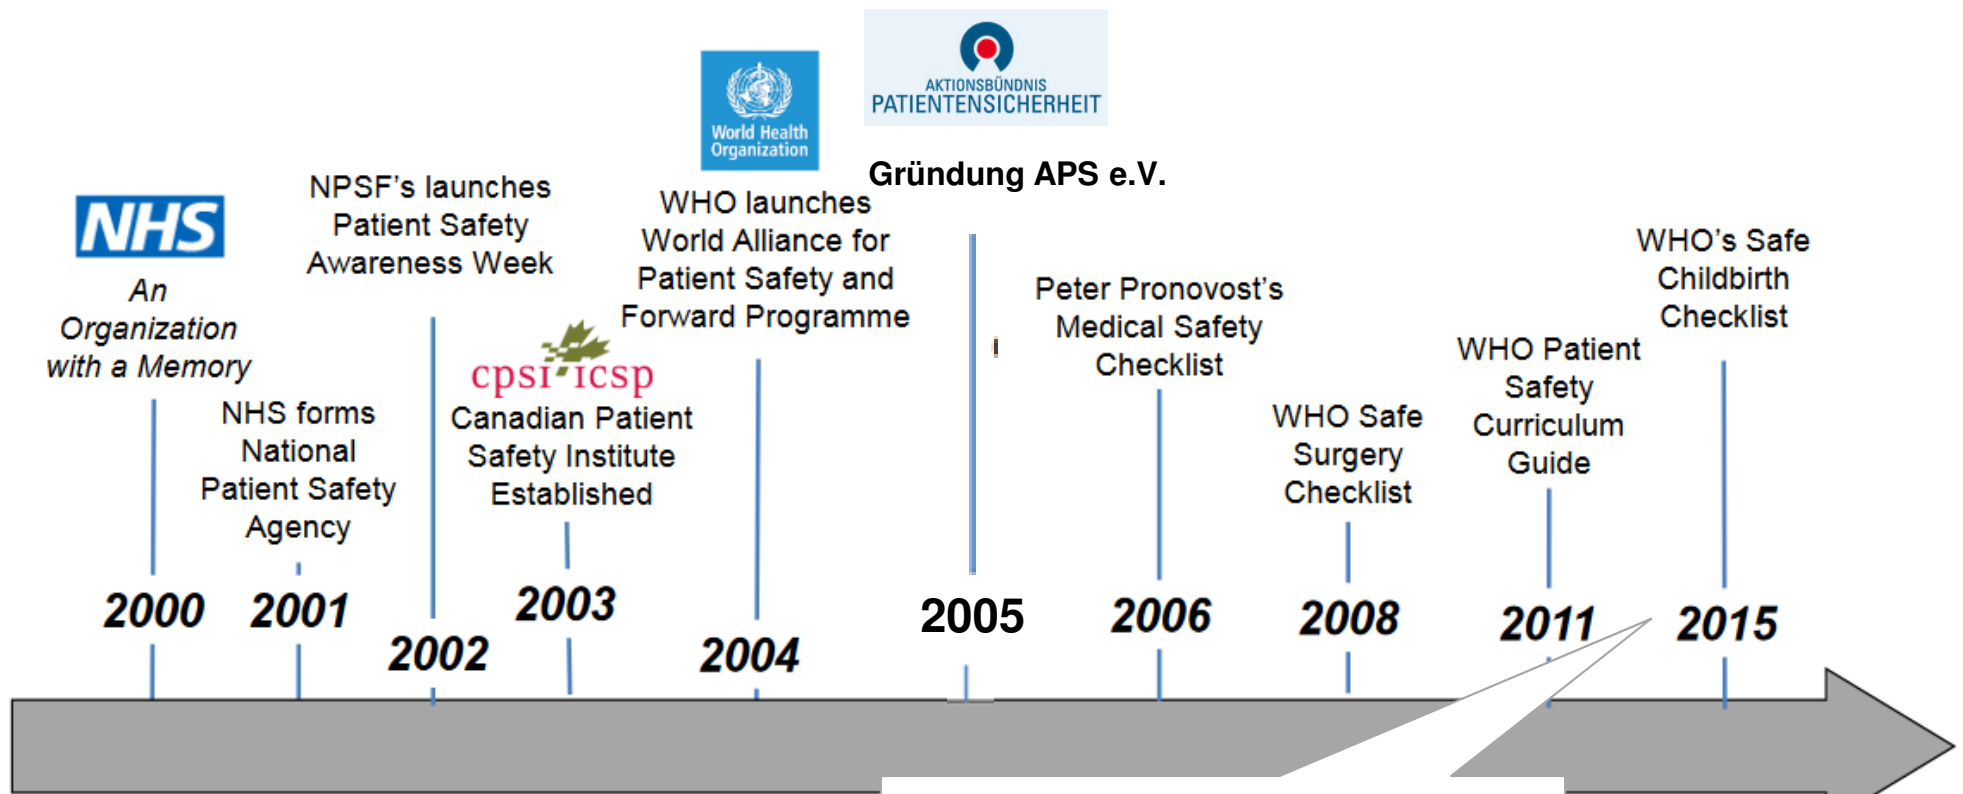 NHS
An
Organization
with a Memory
2000
NHS forms
National
Patient Safety
Agency
2001
NPSF’s launches
Patient Safety
Awareness Week
2002
cpsi icsp
Canadian Patient
Safety Institute
Established
2003
World Health
Organization
WHO launches
World Alliance for
Patient Safety and
Forward Programme
2004
AKTIONSBÜNDNIS
PATIENTENSICHERHEIT
Gründung APS e.V.
2005
Peter Pronovost’s
Medical Safety
Checklist
2006
WHO Safe
Surgery
Checklist
2008
WHO Patient
Safety
Curriculum
Guide
2011
WHO’s Safe
Childbirth
Checklist
2015